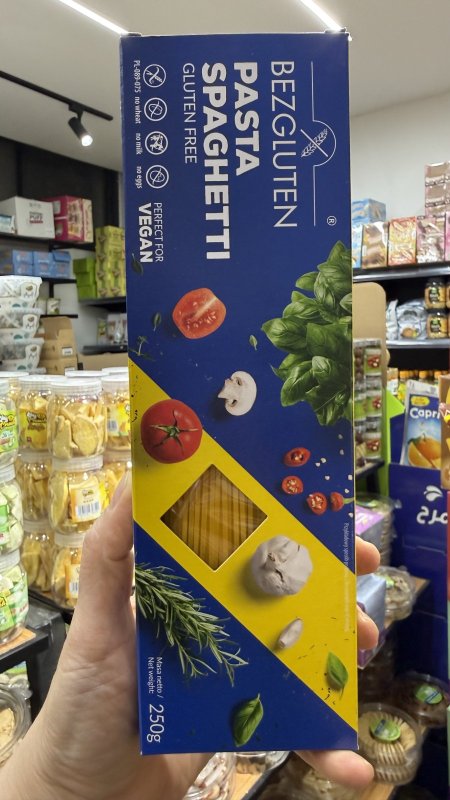 BEZGLUTEN
®
PASTA
SPAGHETTI
GLUTEN FREE
PL-089-075
no wheat
no milk
no eggs
PERFECT FOR
VEGAN
Masa netto /
Net weight:
250g
Capri